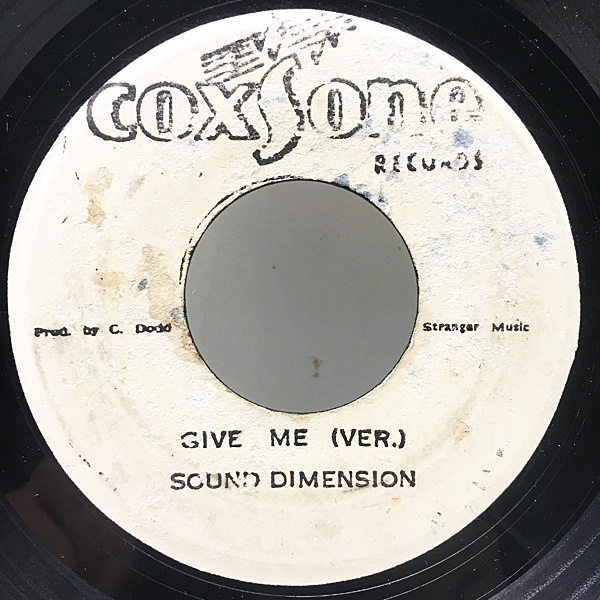 coxsone
RECORDS
Prod. by C. Dodd
Stranger Music
GIVE ME (VER.)
SOUND DIMENSION